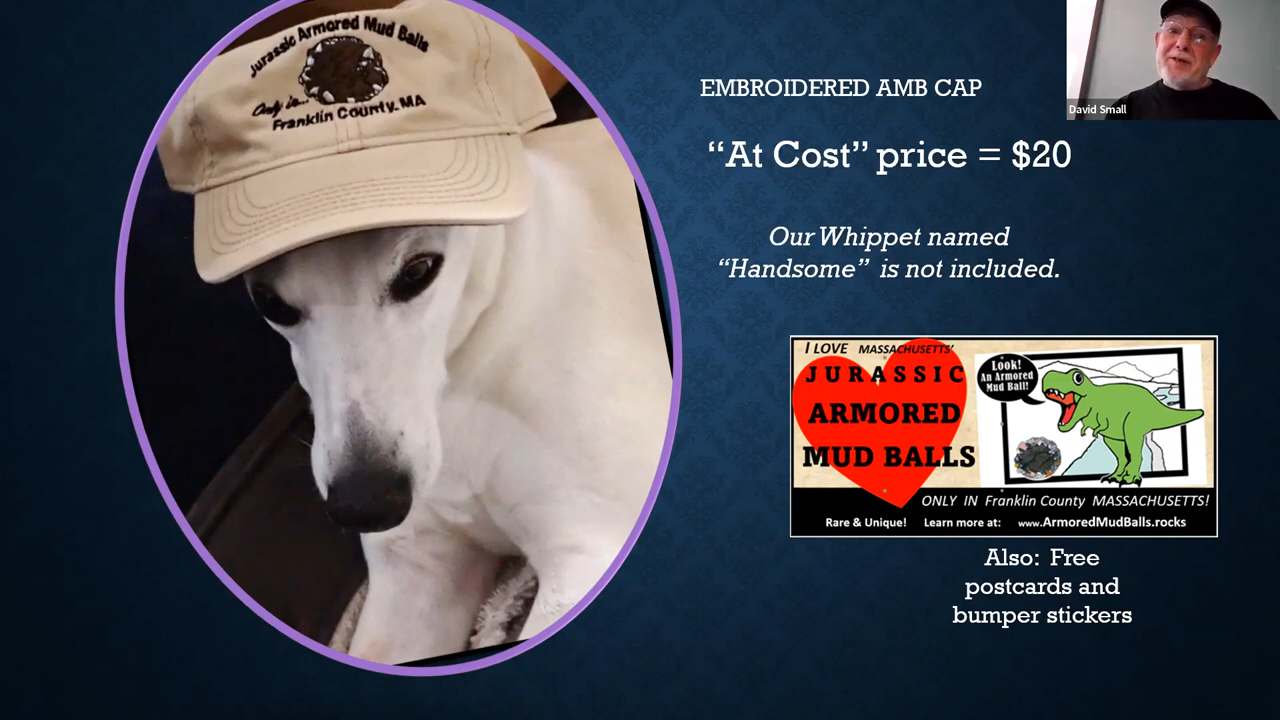 Jurassic Armored Mud Balls
Only in...
Franklin County, MA
EMBROIDERED AMB CAP
“At Cost” price = $20
Our Whippet named
“Handsome” is not included.
David Small
I LOVE MASSACHUSETTS’
JURASSIC
ARMORED
MUD BALLS
Look!
An Armored
Mud Ball!
ONLY IN Franklin County MASSACHUSETTS!
Rare & Unique! Learn more at: www.ArmoredMudBalls.rocks
Also: Free
postcards and
bumper stickers